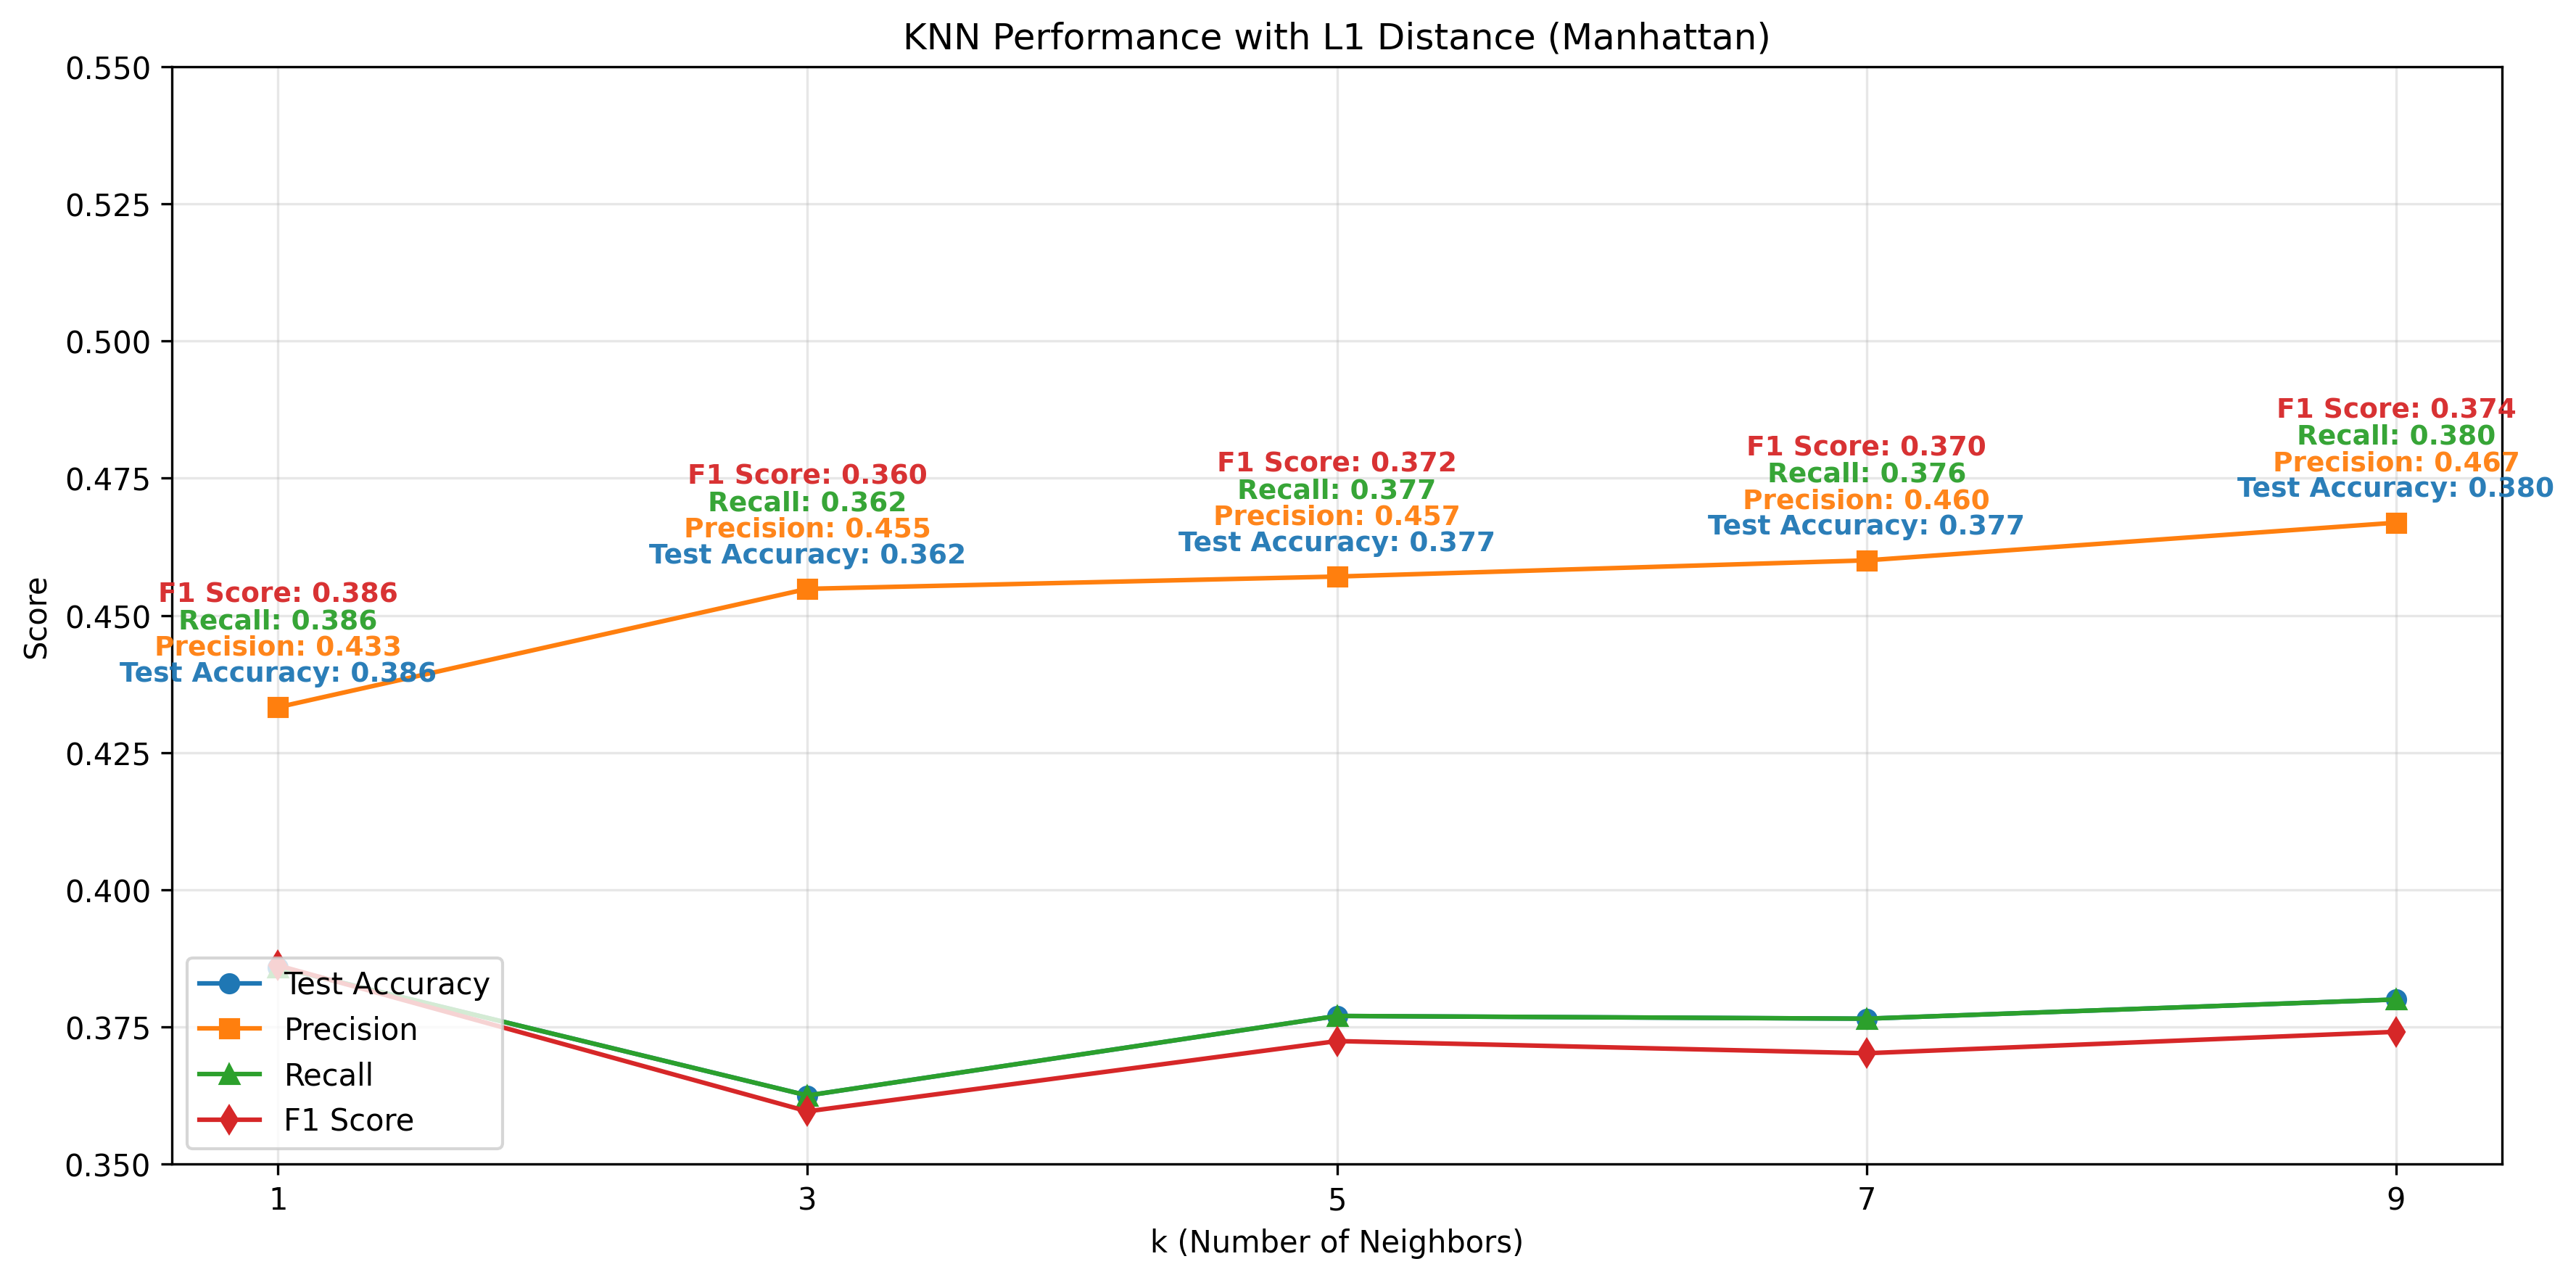 KNN Performance with L1 Distance (Manhattan)
0.550
0.525
0.500
0.475
0.450
0.425
0.400
0.375
0.350
Score
F1 Score: 0.386
Recall: 0.386
Precision: 0.433
Test Accuracy: 0.386
F1 Score: 0.360
Recall: 0.362
Precision: 0.455
Test Accuracy: 0.362
F1 Score: 0.372
Recall: 0.377
Precision: 0.457
Test Accuracy: 0.377
F1 Score: 0.370
Recall: 0.376
Precision: 0.460
Test Accuracy: 0.377
F1 Score: 0.374
Recall: 0.380
Precision: 0.467
Test Accuracy: 0.380
Test Accuracy
Precision
Recall
F1 Score
1 3 5 7 9
k (Number of Neighbors)